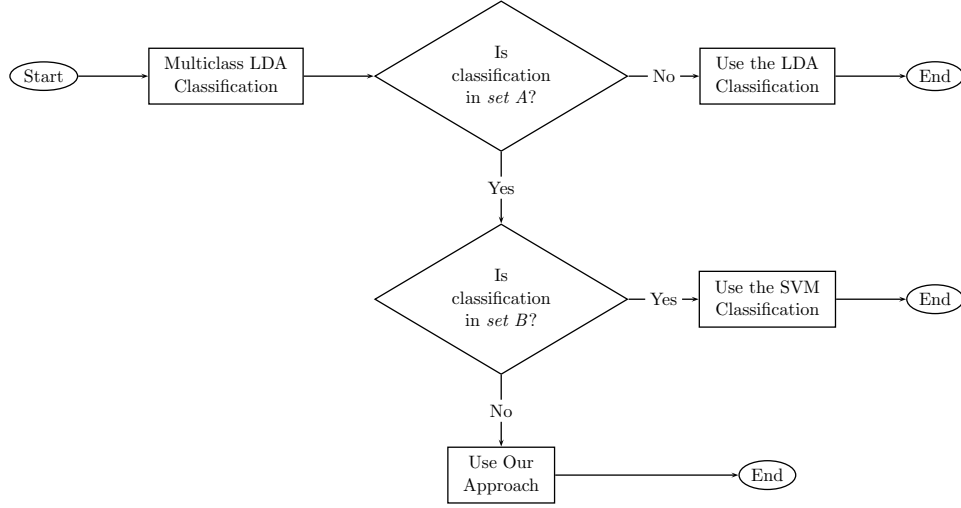 Start
Multiclass LDA
Classification
Is
classification
in set A?
No
Use the LDA
Classification
End
Yes
Is
classification
in set B?
Yes
Use the SVM
Classification
End
No
Use Our
Approach
End